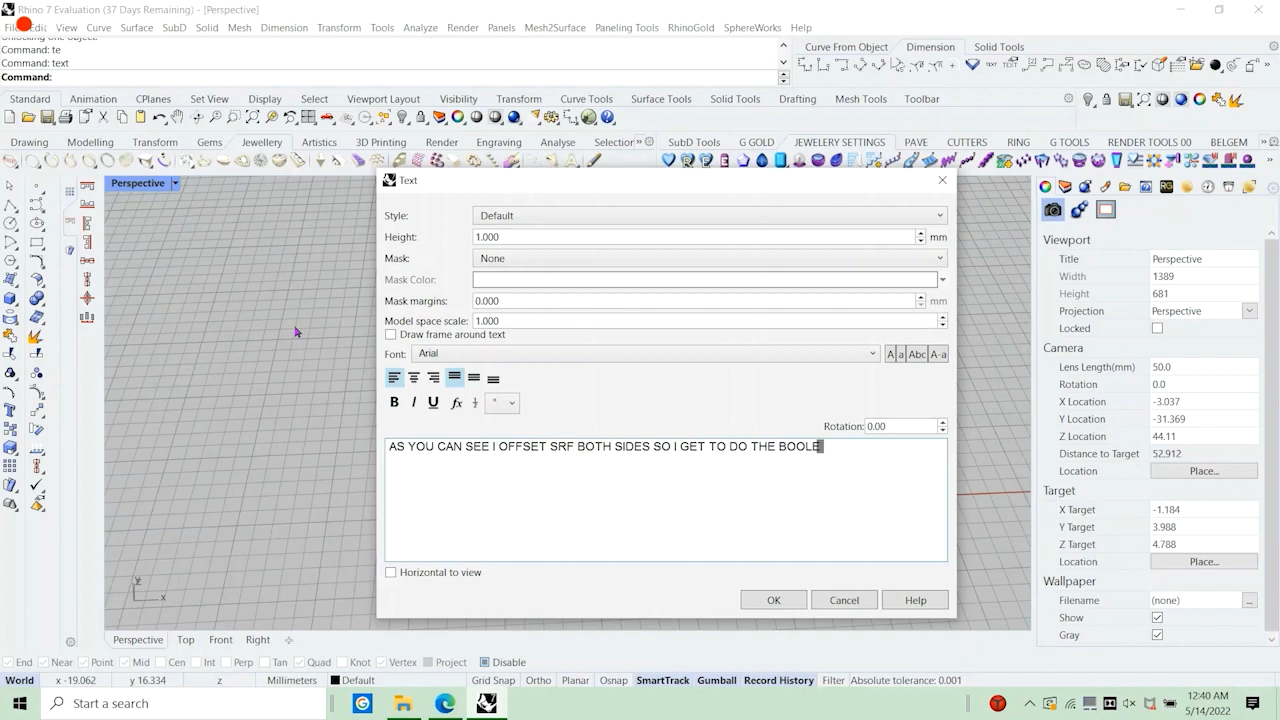 Rhino 7 Evaluation (37 Days Remaining) - [Perspective]
File Edit View Curve Surface SubD Solid Mesh Dimension Transform Tools Analyze Render Panels Mesh2Surface Paneling Tools RhinoGold SphereWorks Help
Command: te
Command: text
Command:
Curve From Object Dimension Solid Tools
Standard Animation CPlanes Set View Display Select Viewport Layout Visibility Transform Curve Tools Surface Tools Solid Tools Drafting Mesh Tools Toolbar
Drawing Modelling Transform Gems Jewellery Artistics 3D Printing Render Engraving Analyse Selection » SubD Tools G GOLD JEWELERY SETTINGS PAVE CUTTERS RING G TOOLS RENDER TOOLS 00 BELGEM »
Perspective
Text
Style: Default
Height: 1.000 mm
Mask: None
Mask Color:
Mask margins: 0.000 mm
Model space scale: 1.000
Draw frame around text
Font: Arial A a Abc A-a
B I U fx ½ °
Rotation: 0.00
AS YOU CAN SEE I OFFSET SRF BOTH SIDES SO I GET TO DO THE BOOLE
Horizontal to view
OK Cancel Help
Viewport
Title Perspective
Width 1389
Height 681
Projection Perspective
Locked
Camera
Lens Length(mm) 50.0
Rotation 0.0
X Location -3.037
Y Location -31.369
Z Location 44.11
Distance to Target 52.912
Location Place...
Target
X Target -1.184
Y Target 3.988
Z Target 4.788
Location Place...
Wallpaper
Filename (none) ...
Show
Gray
y
x
Perspective Top Front Right
End Near Point Mid Cen Int Perp Tan Quad Knot Vertex Project Disable
World x -19.062 y 16.334 z Millimeters Default Grid Snap Ortho Planar Osnap SmartTrack Gumball Record History Filter Absolute tolerance: 0.001
Start a search
12:40 AM
5/14/2022